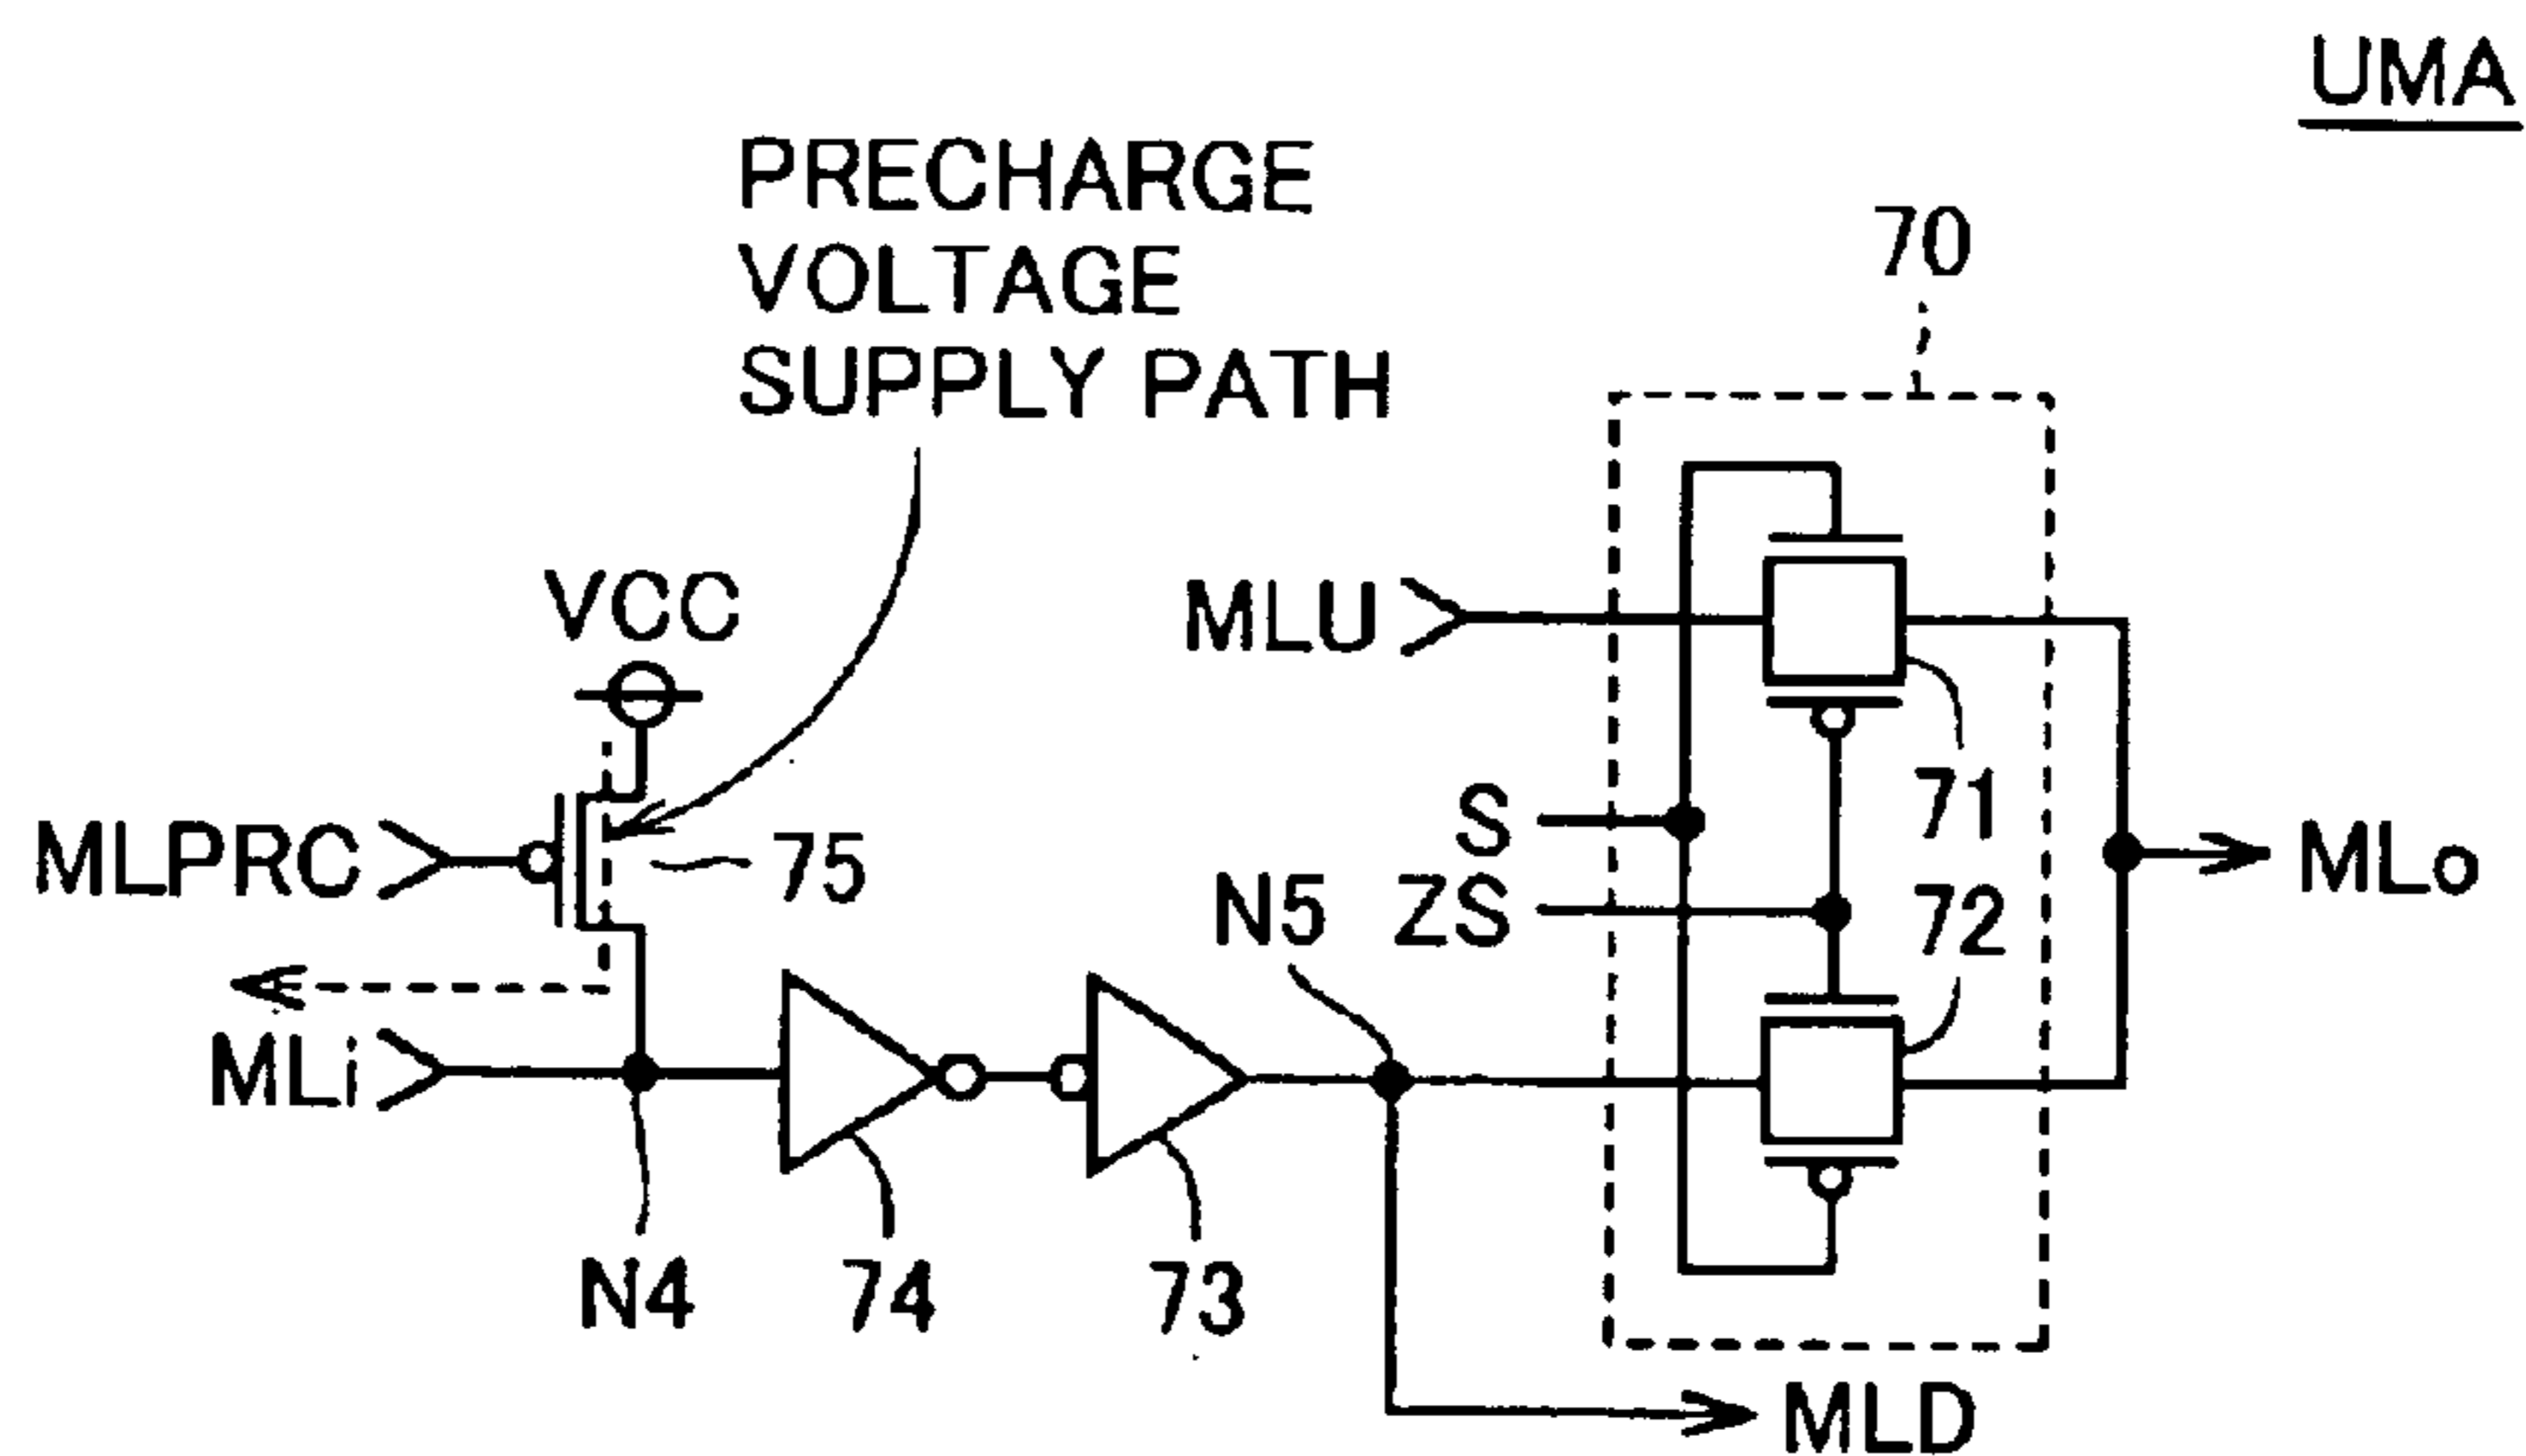 UMA
PRECHARGE
VOLTAGE
SUPPLY PATH
70
VCC
MLU
71
MLPRC
75
S
MLo
N5
ZS
72
MLi
N4
74
73
MLD